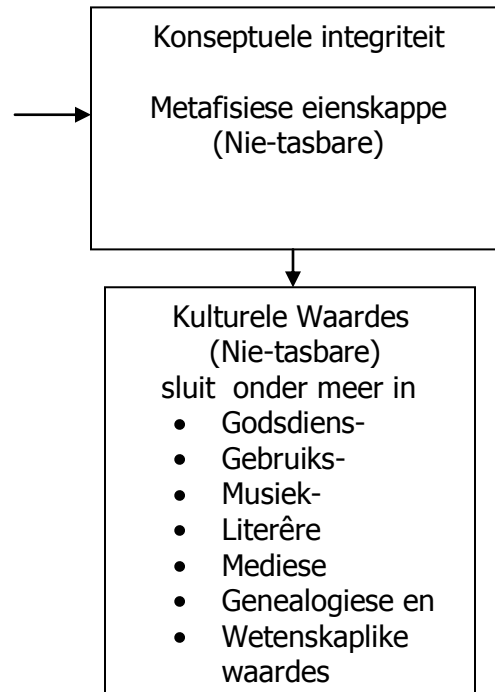 Konseptuele integriteit
Metafisiese eienskappe
(Nie-tasbare)
Kulturele Waardes
(Nie-tasbare)
sluit onder meer in
• Godsdiens-
• Gebruiks-
• Musiek-
• Literêre
• Mediese
• Genealogiese en
• Wetenskaplike
waardes